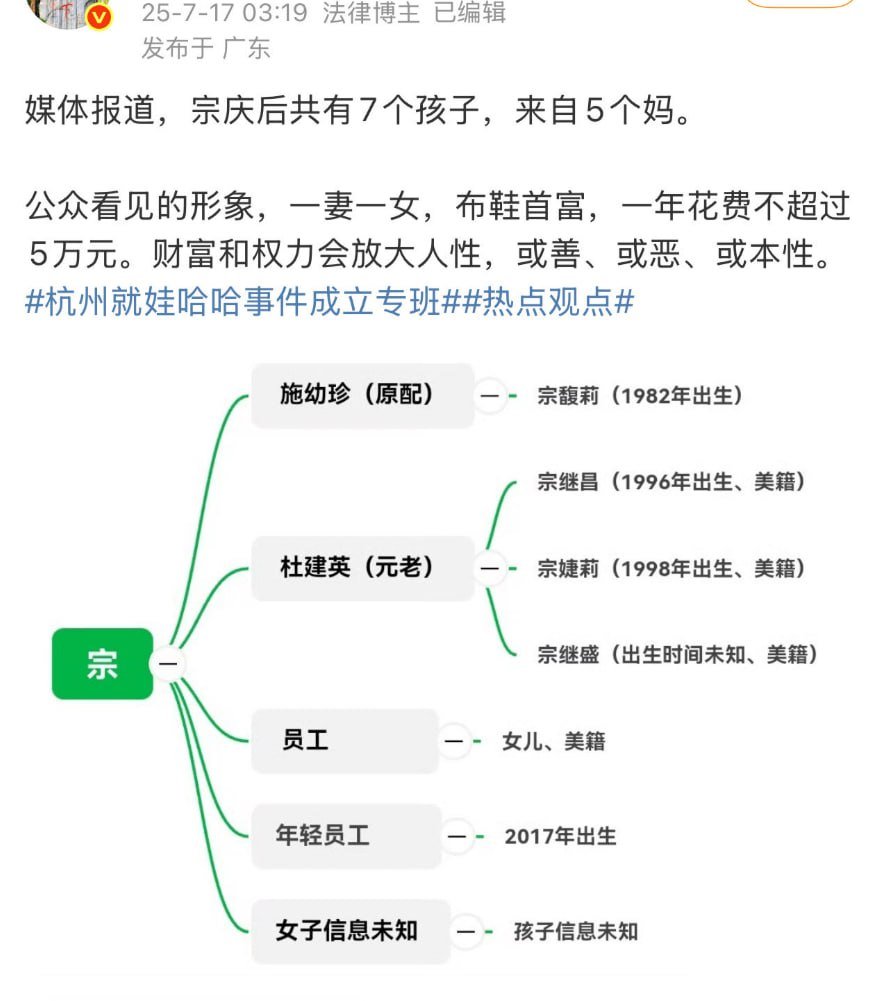 25-7-17 03:19 法律博主 已编辑
发布于 广东
媒体报道，宗庆后共有7个孩子，来自5个妈。
公众看见的形象，一妻一女，布鞋首富，一年花费不超过
5万元。财富和权力会放大人性，或善、或恶、或本性。
#杭州就娃哈哈事件成立专班##热点观点#
施幼珍（原配）
宗馥莉（1982年出生）
宗继昌（1996年出生、美籍）
杜建英（元老）
宗婕莉（1998年出生、美籍）
宗继盛（出生时间未知、美籍）
宗
员工
女儿、美籍
年轻员工
2017年出生
女子信息未知
孩子信息未知